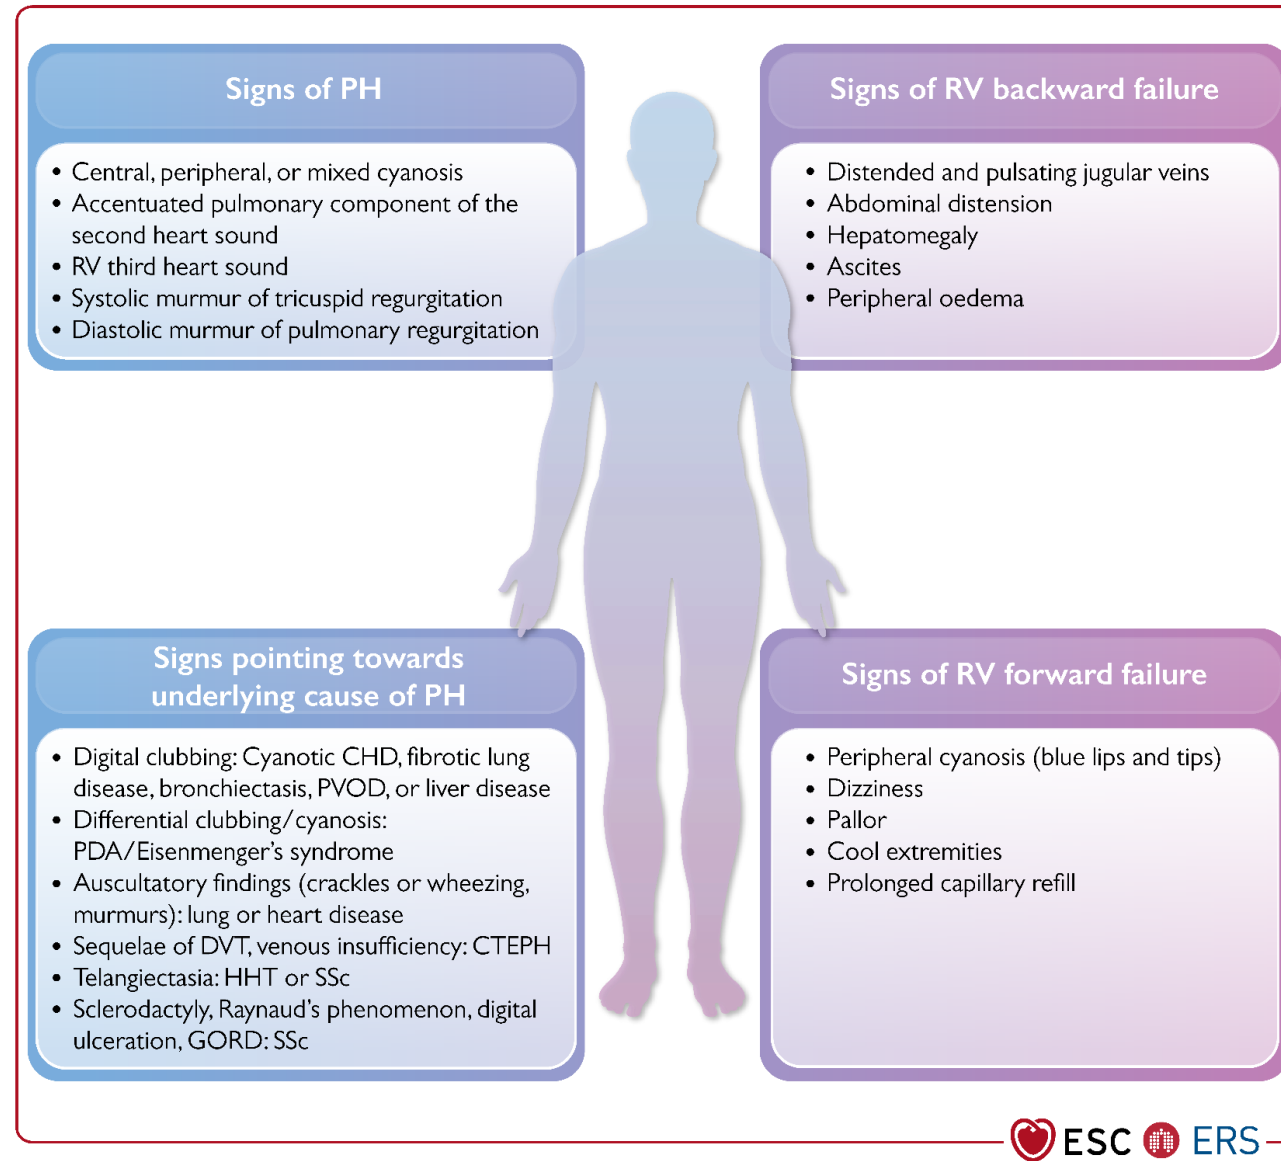 Signs of PH
• Central, peripheral, or mixed cyanosis
• Accentuated pulmonary component of the
second heart sound
• RV third heart sound
• Systolic murmur of tricuspid regurgitation
• Diastolic murmur of pulmonary regurgitation
Signs of RV backward failure
• Distended and pulsating jugular veins
• Abdominal distension
• Hepatomegaly
• Ascites
• Peripheral oedema
Signs pointing towards
underlying cause of PH
• Digital clubbing: Cyanotic CHD, fibrotic lung
disease, bronchiectasis, PVOD, or liver disease
• Differential clubbing/cyanosis:
PDA/Eisenmenger’s syndrome
• Auscultatory findings (crackles or wheezing,
murmurs): lung or heart disease
• Sequelae of DVT, venous insufficiency: CTEPH
• Telangiectasia: HHT or SSc
• Sclerodactyly, Raynaud’s phenomenon, digital
ulceration, GORD: SSc
Signs of RV forward failure
• Peripheral cyanosis (blue lips and tips)
• Dizziness
• Pallor
• Cool extremities
• Prolonged capillary refill
ESC ERS